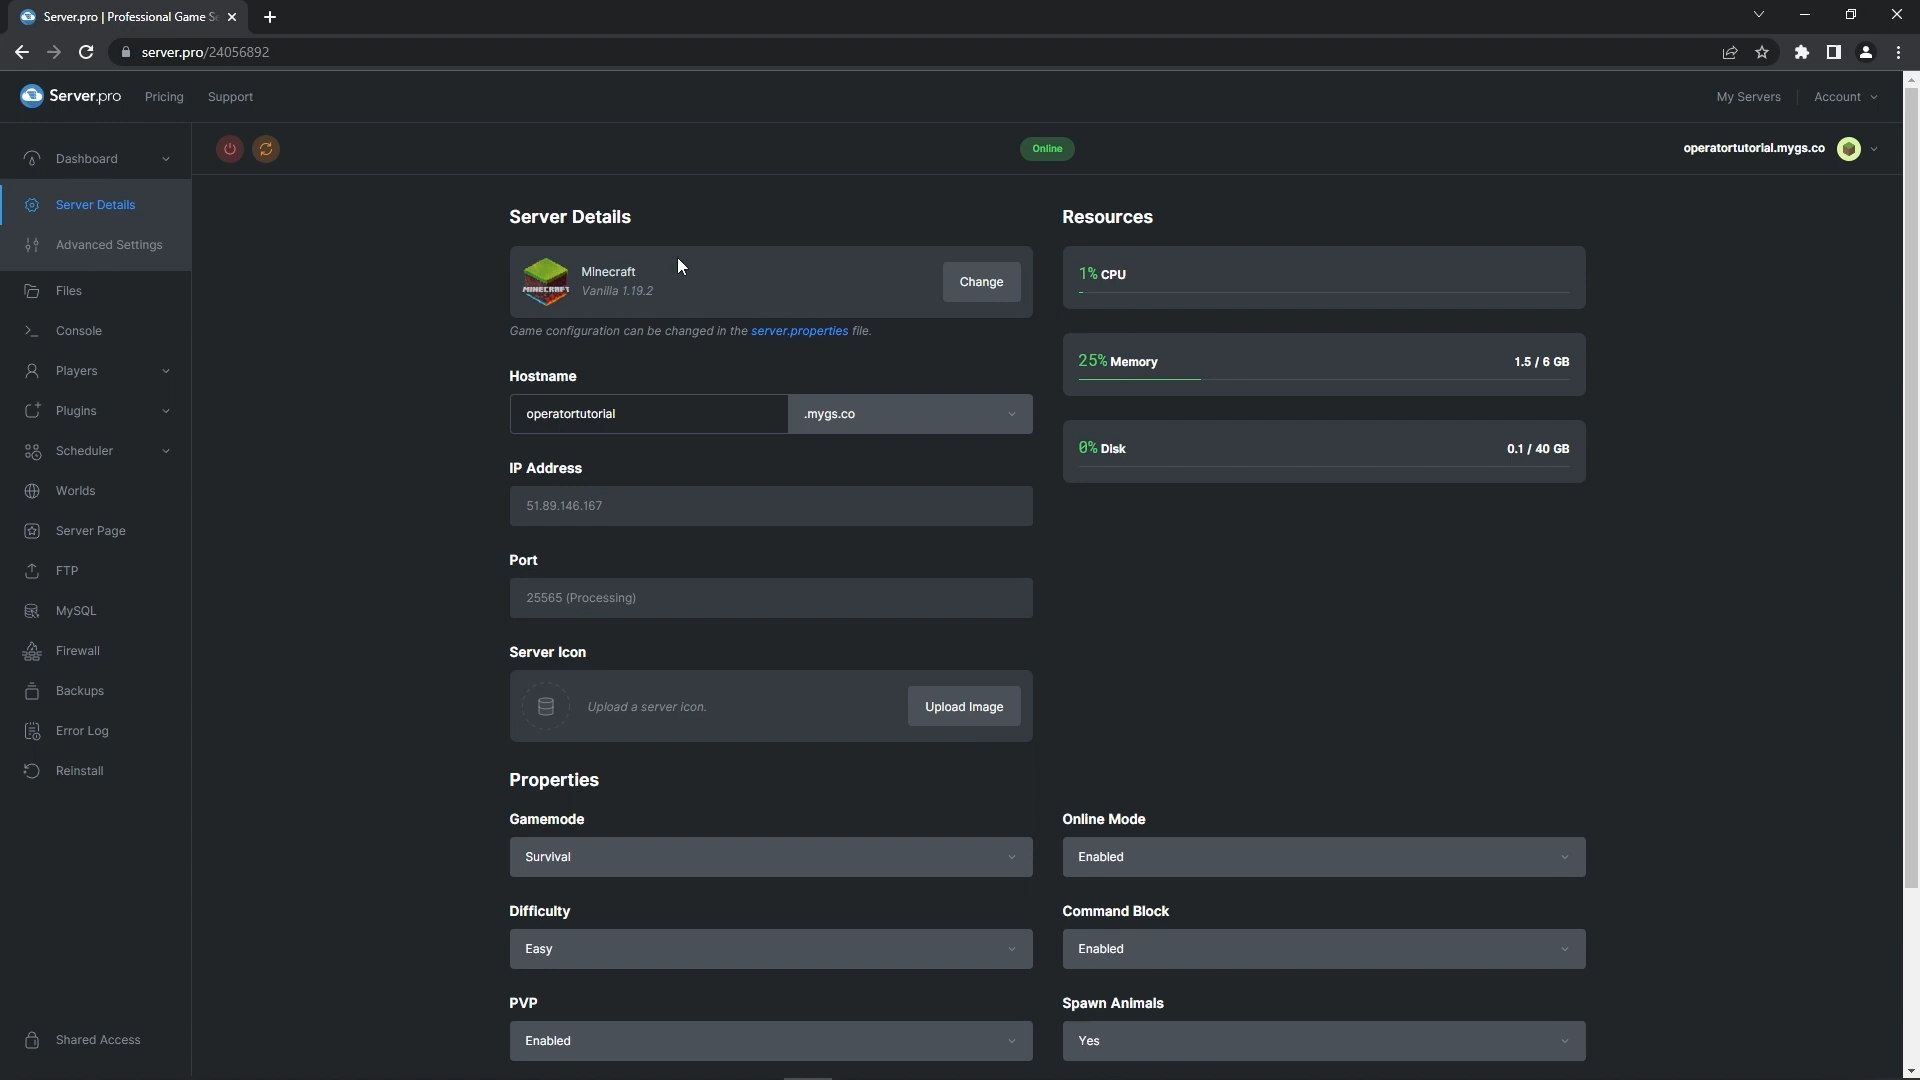 Server.pro | Professional Game S
server.pro/24056892
Server.pro
Pricing
Support
My Servers
Account
Dashboard
Online
operatortutorial.mygs.co
Server Details
Advanced Settings
Files
Console
Players
Plugins
Scheduler
Worlds
Server Page
FTP
MySQL
Firewall
Backups
Error Log
Reinstall
Shared Access
Server Details
MINECRAFT
Minecraft
Vanilla 1.19.2
Change
Game configuration can be changed in the server.properties file.
Hostname
operatortutorial
.mygs.co
IP Address
51.89.146.167
Port
25565 (Processing)
Server Icon
Upload a server icon.
Upload Image
Resources
1% CPU
25% Memory
1.5 / 6 GB
0% Disk
0.1 / 40 GB
Properties
Gamemode
Survival
Online Mode
Enabled
Difficulty
Easy
Command Block
Enabled
PVP
Enabled
Spawn Animals
Yes